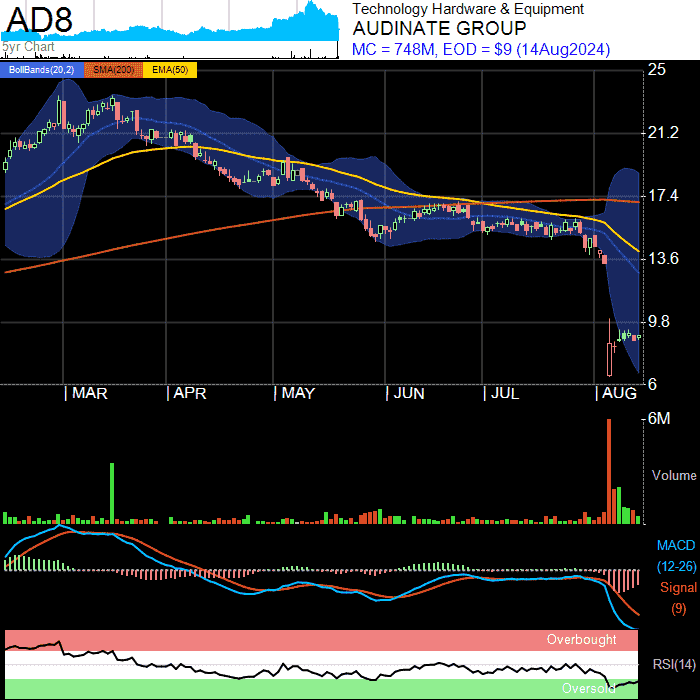 AD8
5yr Chart
Technology Hardware & Equipment
AUDINATE GROUP
MC = 748M, EOD = $9 (14Aug2024)
BollBands(20,2) SMA(200) EMA(50)
25
21.2
17.4
13.6
9.8
6
| MAR | APR | MAY | JUN | JUL | AUG
6M
Volume
MACD
(12-26)
Signal
(9)
Overbought
RSI(14)
Oversold